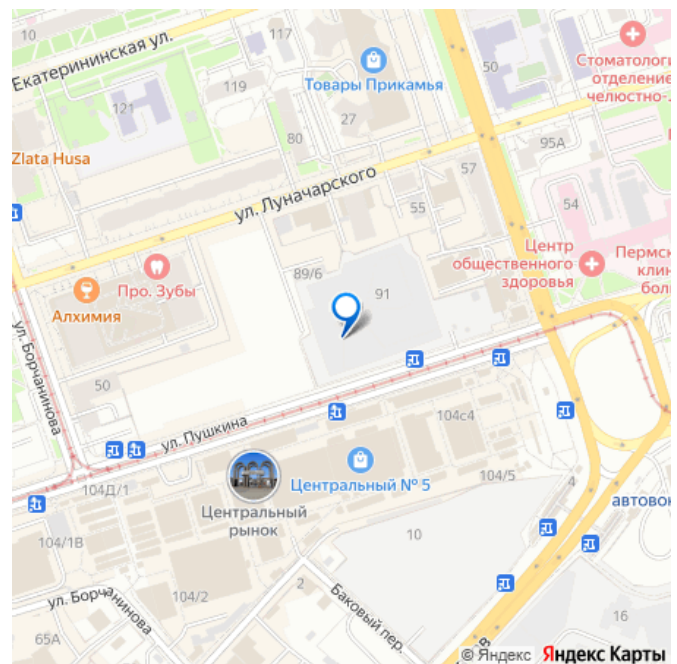 Екатерининская ул.
117
50
Стоматологи
отделение
челюстно-
Товары Прикамья
119
121
27
80
95А
Zlata Husa
ул. Луначарского
57
55
54
Центр
общественного
здоровья
Пермск
клин
бол
89/6
91
Про. Зубы
Алхимия
ул. Борчанинова
50
ул. Пушкина
104с4
Центральный № 5
104/5
4
104Д/1
Центральный
рынок
автовок
10
104/1В
104/2
2
Баковый пер.
ул. Борчанинова
16
65А
© Яндекс Яндекс Карты